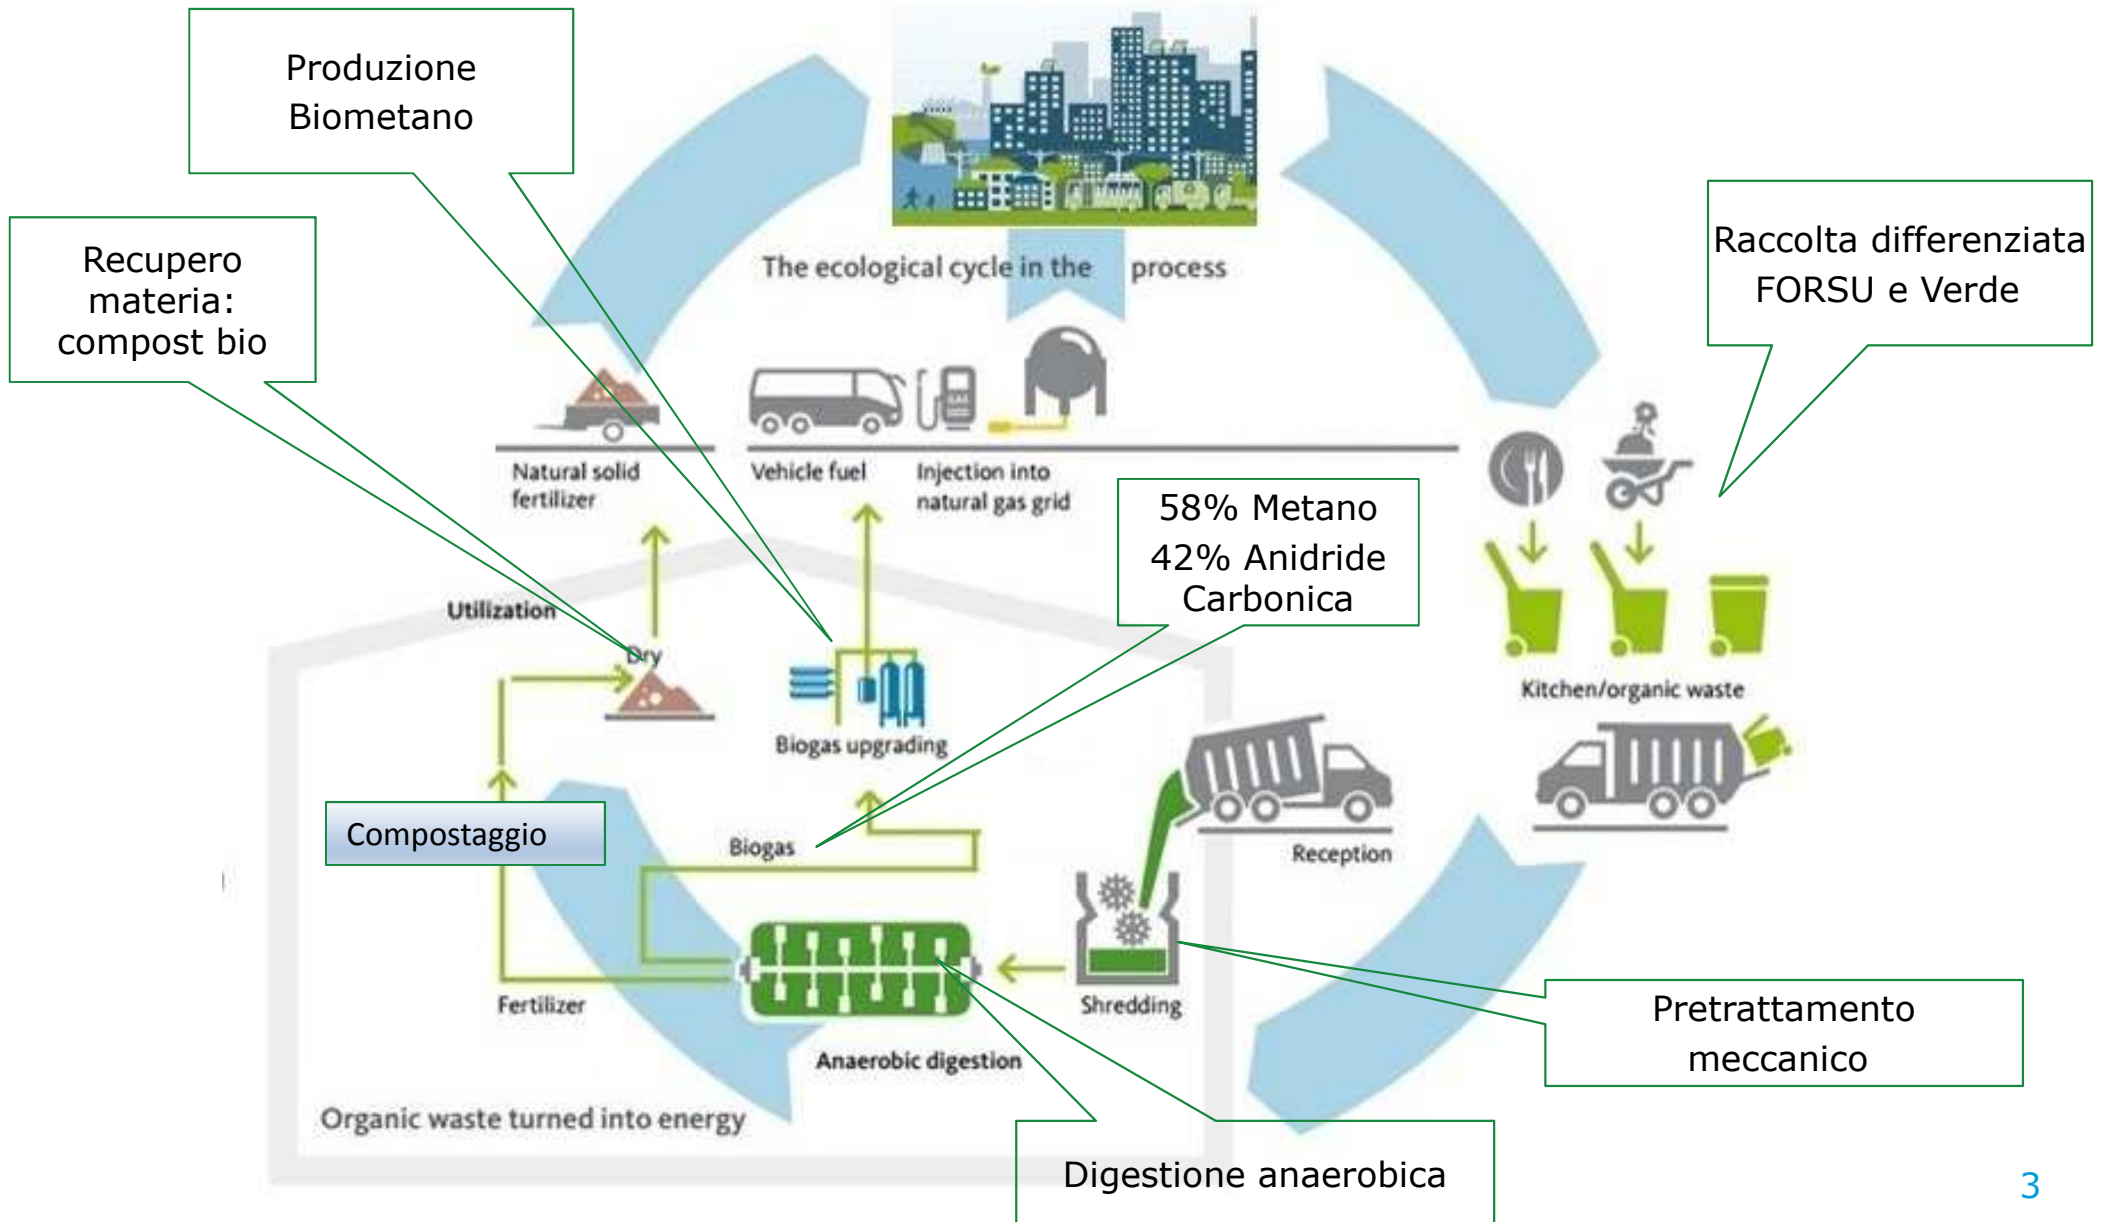 Produzione
Biometano
Recupero
materia:
compost bio
Raccolta differenziata
FORSU e Verde
The ecological cycle in the process
Natural solid
fertilizer
Vehicle fuel
Injection into
natural gas grid
GAS
58% Metano
42% Anidride
Carbonica
Utilization
Dry
Biogas upgrading
Kitchen/organic waste
Compostaggio
Biogas
Reception
Fertilizer
Shredding
Anaerobic digestion
Pretrattamento
meccanico
Organic waste turned into energy
Digestione anaerobica
3